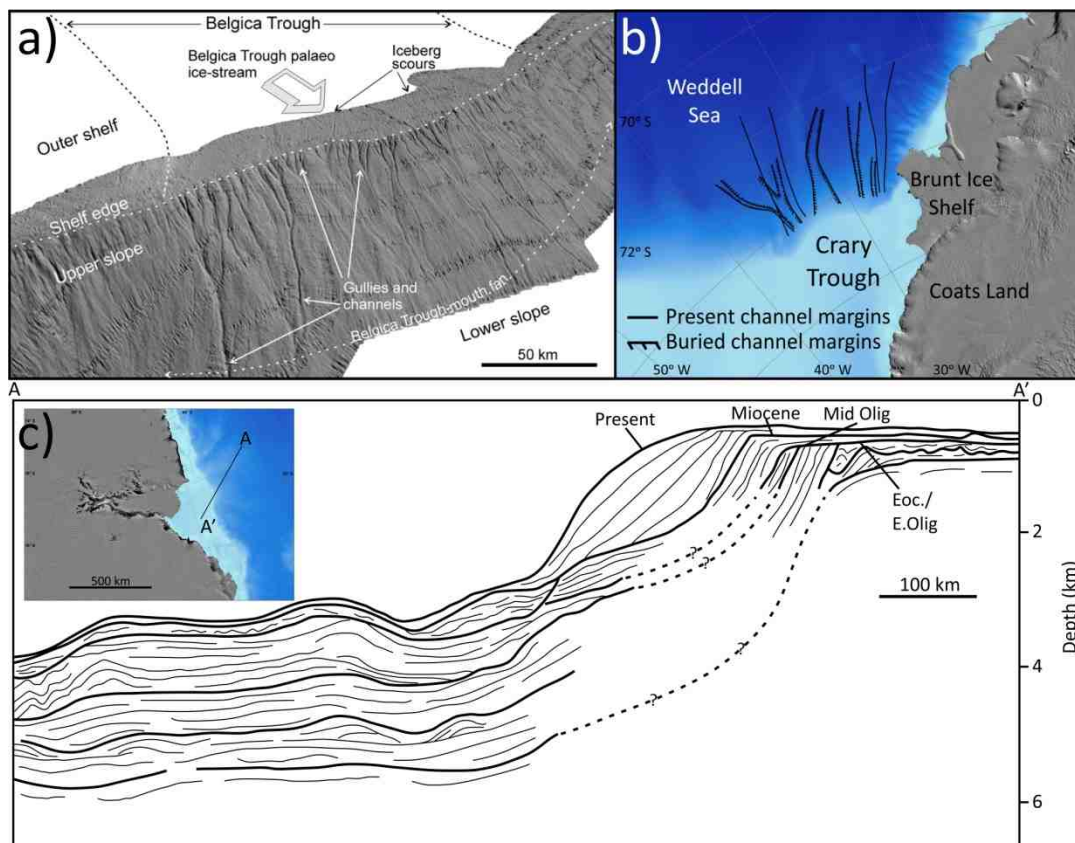 a)
Belgica Trough
Belgica Trough palaeo
ice-stream
Iceberg
scours
Outer shelf
Shelf edge
Upper slope
Gullies and
channels
Belgica Trough-mouth fan
Lower slope
50 km
b)
Weddell
Sea
70° S
72° S
Brunt Ice
Shelf
Crary
Trough
Coats Land
Present channel margins
Buried channel margins
50° W
40° W
30° W
A
A'
c)
A
A'
500 km
Present
Miocene
Mid Olig
Eoc./
E.Olig
?
?
?
?
100 km
0
2
4
6
Depth (km)